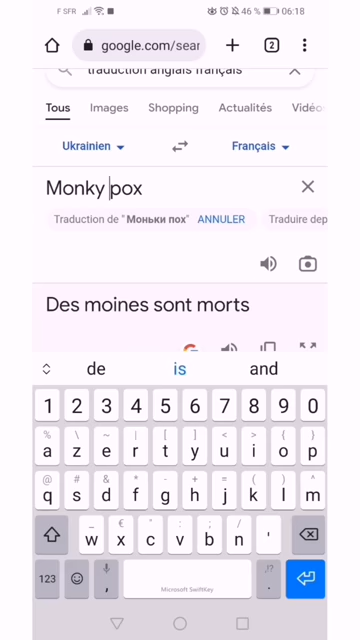 F SFR 46 % 06:18
google.com/sear 2
traduction anglais français
Tous Images Shopping Actualités Vidéo
Ukrainien Français
Monky pox
Traduction de "Моньки пох" ANNULER Traduire dep
Des moines sont morts
de is and
1 2 3 4 5 6 7 8 9 0
% \ ~ | [ ] < > { }
a z e r t y u i o p
@ # & * - + = ( ) ^
q s d f g h j k l m
_ € " : ; / 
w x c v b n '
123 , Microsoft SwiftKey ,!? .